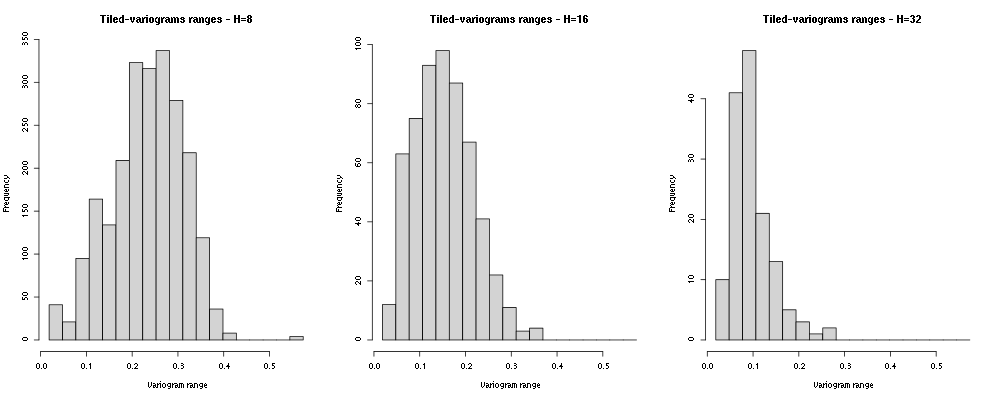 Tiled-variograms ranges - H=8
350
300
250
200
150
100
50
0
Frequency
0.0 0.1 0.2 0.3 0.4 0.5
Variogram range
Tiled-variograms ranges - H=16
100
80
60
40
20
0
Frequency
0.0 0.1 0.2 0.3 0.4 0.5
Variogram range
Tiled-variograms ranges - H=32
40
30
20
10
0
Frequency
0.0 0.1 0.2 0.3 0.4 0.5
Variogram range